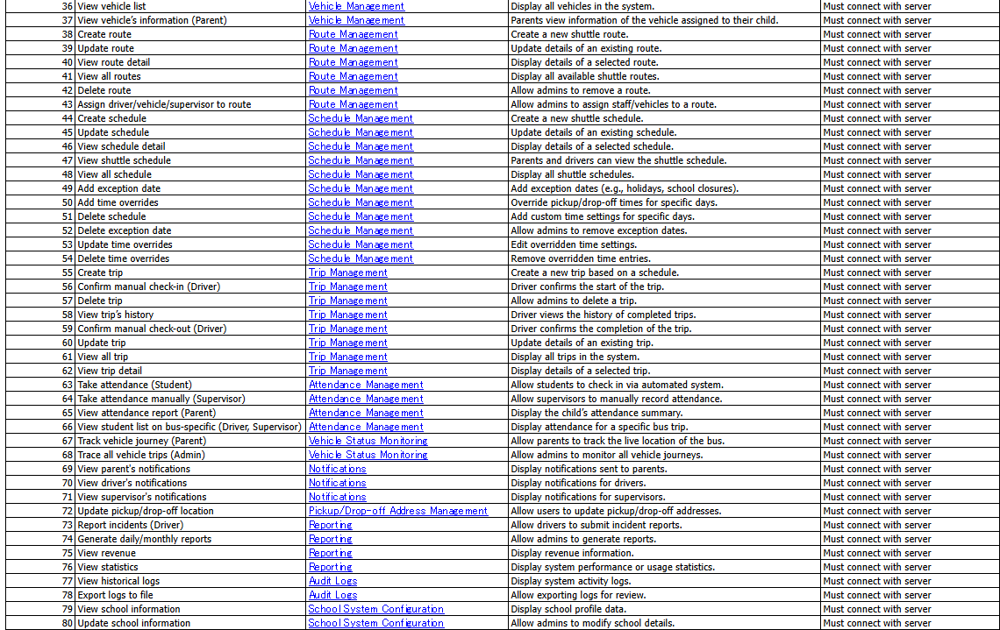 36 View vehicle list Vehicle Management Display all vehicles in the system. Must connect with server
37 View vehicle’s information (Parent) Vehicle Management Parents view information of the vehicle assigned to their child. Must connect with server
38 Create route Route Management Create a new shuttle route. Must connect with server
39 Update route Route Management Update details of an existing route. Must connect with server
40 View route detail Route Management Display details of a selected route. Must connect with server
41 View all routes Route Management Display all available shuttle routes. Must connect with server
42 Delete route Route Management Allow admins to remove a route. Must connect with server
43 Assign driver/vehicle/supervisor to route Route Management Allow admins to assign staff/vehicles to a route. Must connect with server
44 Create schedule Schedule Management Create a new shuttle schedule. Must connect with server
45 Update schedule Schedule Management Update details of an existing schedule. Must connect with server
46 View schedule detail Schedule Management Display details of a selected schedule. Must connect with server
47 View shuttle schedule Schedule Management Parents and drivers can view the shuttle schedule. Must connect with server
48 View all schedule Schedule Management Display all shuttle schedules. Must connect with server
49 Add exception date Schedule Management Add exception dates (e.g., holidays, school closures). Must connect with server
50 Add time overrides Schedule Management Override pickup/drop-off times for specific days. Must connect with server
51 Delete schedule Schedule Management Add custom time settings for specific days. Must connect with server
52 Delete exception date Schedule Management Allow admins to remove exception dates. Must connect with server
53 Update time overrides Schedule Management Edit overridden time settings. Must connect with server
54 Delete time overrides Schedule Management Remove overridden time entries. Must connect with server
55 Create trip Trip Management Create a new trip based on a schedule. Must connect with server
56 Confirm manual check-in (Driver) Trip Management Driver confirms the start of the trip. Must connect with server
57 Delete trip Trip Management Allow admins to delete a trip. Must connect with server
58 View trip’s history Trip Management Driver views the history of completed trips. Must connect with server
59 Confirm manual check-out (Driver) Trip Management Driver confirms the completion of the trip. Must connect with server
60 Update trip Trip Management Update details of an existing trip. Must connect with server
61 View all trip Trip Management Display all trips in the system. Must connect with server
62 View trip detail Trip Management Display details of a selected trip. Must connect with server
63 Take attendance (Student) Attendance Management Allow students to check in via automated system. Must connect with server
64 Take attendance manually (Supervisor) Attendance Management Allow supervisors to manually record attendance. Must connect with server
65 View attendance report (Parent) Attendance Management Display the child’s attendance summary. Must connect with server
66 View student list on bus-specific (Driver, Supervisor) Attendance Management Display attendance for a specific bus trip. Must connect with server
67 Track vehicle journey (Parent) Vehicle Status Monitoring Allow parents to track the live location of the bus. Must connect with server
68 Trace all vehicle trips (Admin) Vehicle Status Monitoring Allow admins to monitor all vehicle journeys. Must connect with server
69 View parent's notifications Notifications Display notifications sent to parents. Must connect with server
70 View driver's notifications Notifications Display notifications for drivers. Must connect with server
71 View supervisor's notifications Notifications Display notifications for supervisors. Must connect with server
72 Update pickup/drop-off location Pickup/Drop-off Address Management Allow users to update pickup/drop-off addresses. Must connect with server
73 Report incidents (Driver) Reporting Allow drivers to submit incident reports. Must connect with server
74 Generate daily/monthly reports Reporting Allow admins to generate reports. Must connect with server
75 View revenue Reporting Display revenue information. Must connect with server
76 View statistics Reporting Display system performance or usage statistics. Must connect with server
77 View historical logs Audit Logs Display system activity logs. Must connect with server
78 Export logs to file Audit Logs Allow exporting logs for review. Must connect with server
79 View school information School System Configuration Display school profile data. Must connect with server
80 Update school information School System Configuration Allow admins to modify school details. Must connect with server